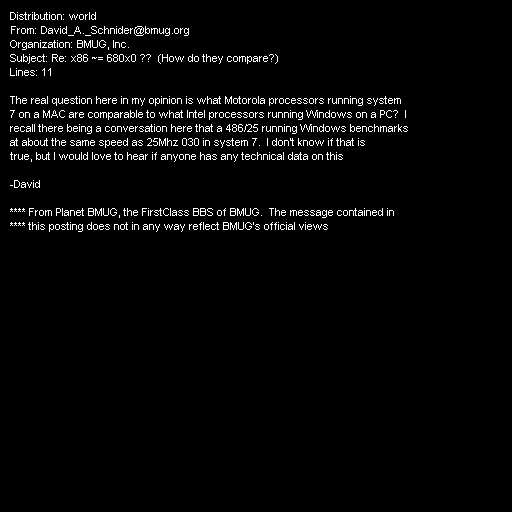 Distribution: world
From: David_A._Schnider@bmug.org
Organization: BMUG, Inc.
Subject: Re: x86 ~= 680x0 ??  (How do they compare?)
Lines: 11

The real question here in my opinion is what Motorola processors running system
7 on a MAC are comparable to what Intel processors running Windows on a PC?  I
recall there being a conversation here that a 486/25 running Windows benchmarks
at about the same speed as 25Mhz 030 in system 7.  I don't know if that is
true, but I would love to hear if anyone has any technical data on this

-David

**** From Planet BMUG, the FirstClass BBS of BMUG.  The message contained in
**** this posting does not in any way reflect BMUG's official views